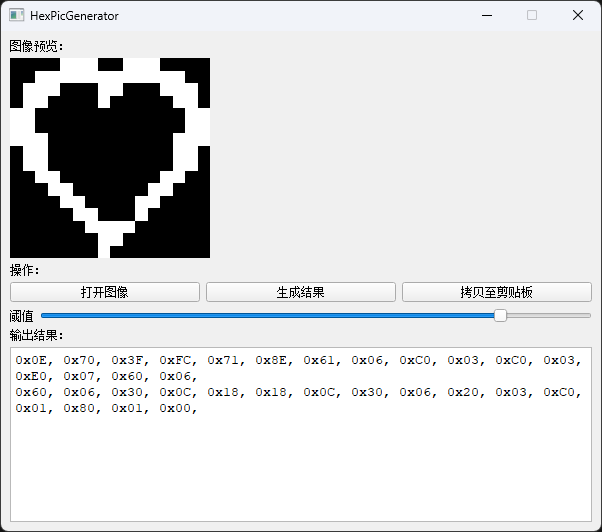 HexPicGenerator
图像预览：
操作：
打开图像 生成结果 拷贝至剪贴板
阈值
输出结果：
0x0E, 0x70, 0x3F, 0xFC, 0x71, 0x8E, 0x61, 0x06, 0xC0, 0x03, 0xC0, 0x03,
0xE0, 0x07, 0x60, 0x06,
0x60, 0x06, 0x30, 0x0C, 0x18, 0x18, 0x0C, 0x30, 0x06, 0x20, 0x03, 0xC0,
0x01, 0x80, 0x01, 0x00,